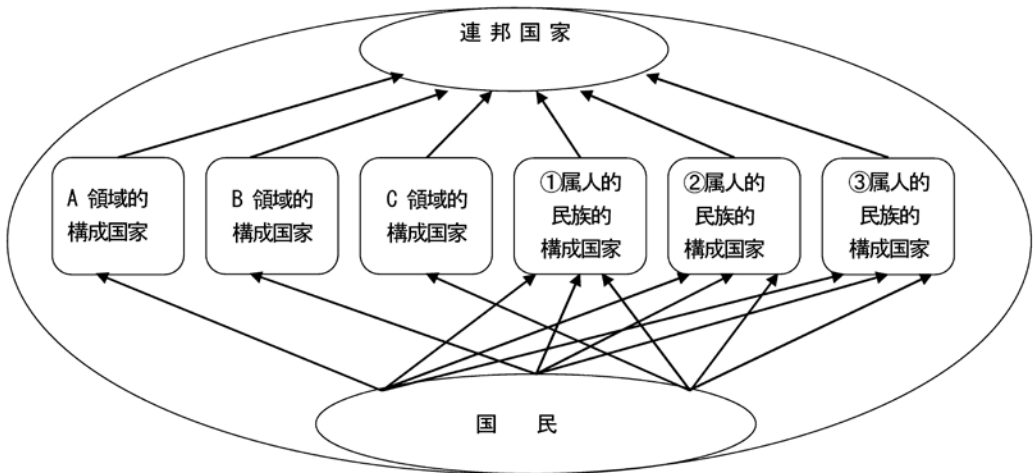 連邦国家
A 領域的
構成国家
B 領域的
構成国家
C 領域的
構成国家
①属人的
民族的
構成国家
②属人的
民族的
構成国家
③属人的
民族的
構成国家
国 民